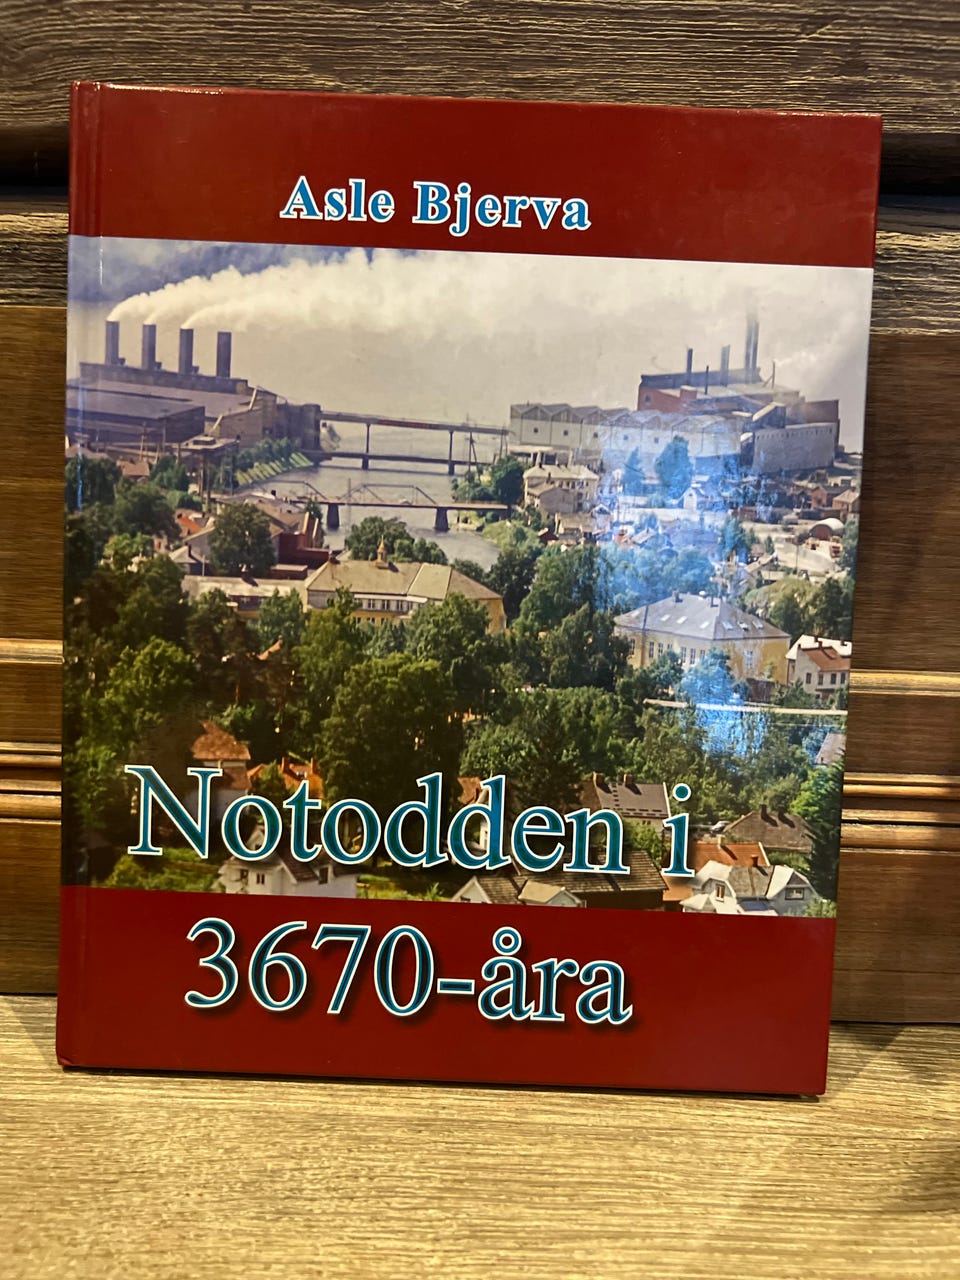 Asle Bjerva
Notodden i
3670-åra